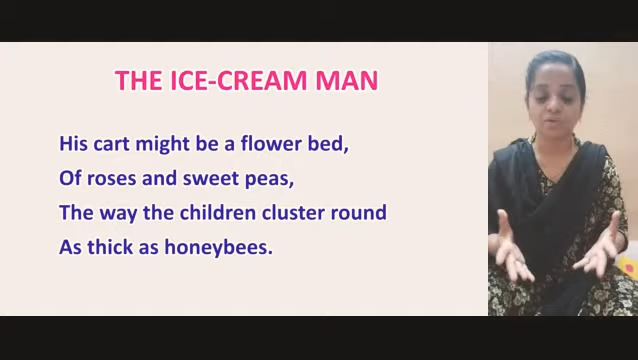 THE ICE-CREAM MAN
His cart might be a flower bed,
Of roses and sweet peas,
The way the children cluster round
As thick as honeybees.